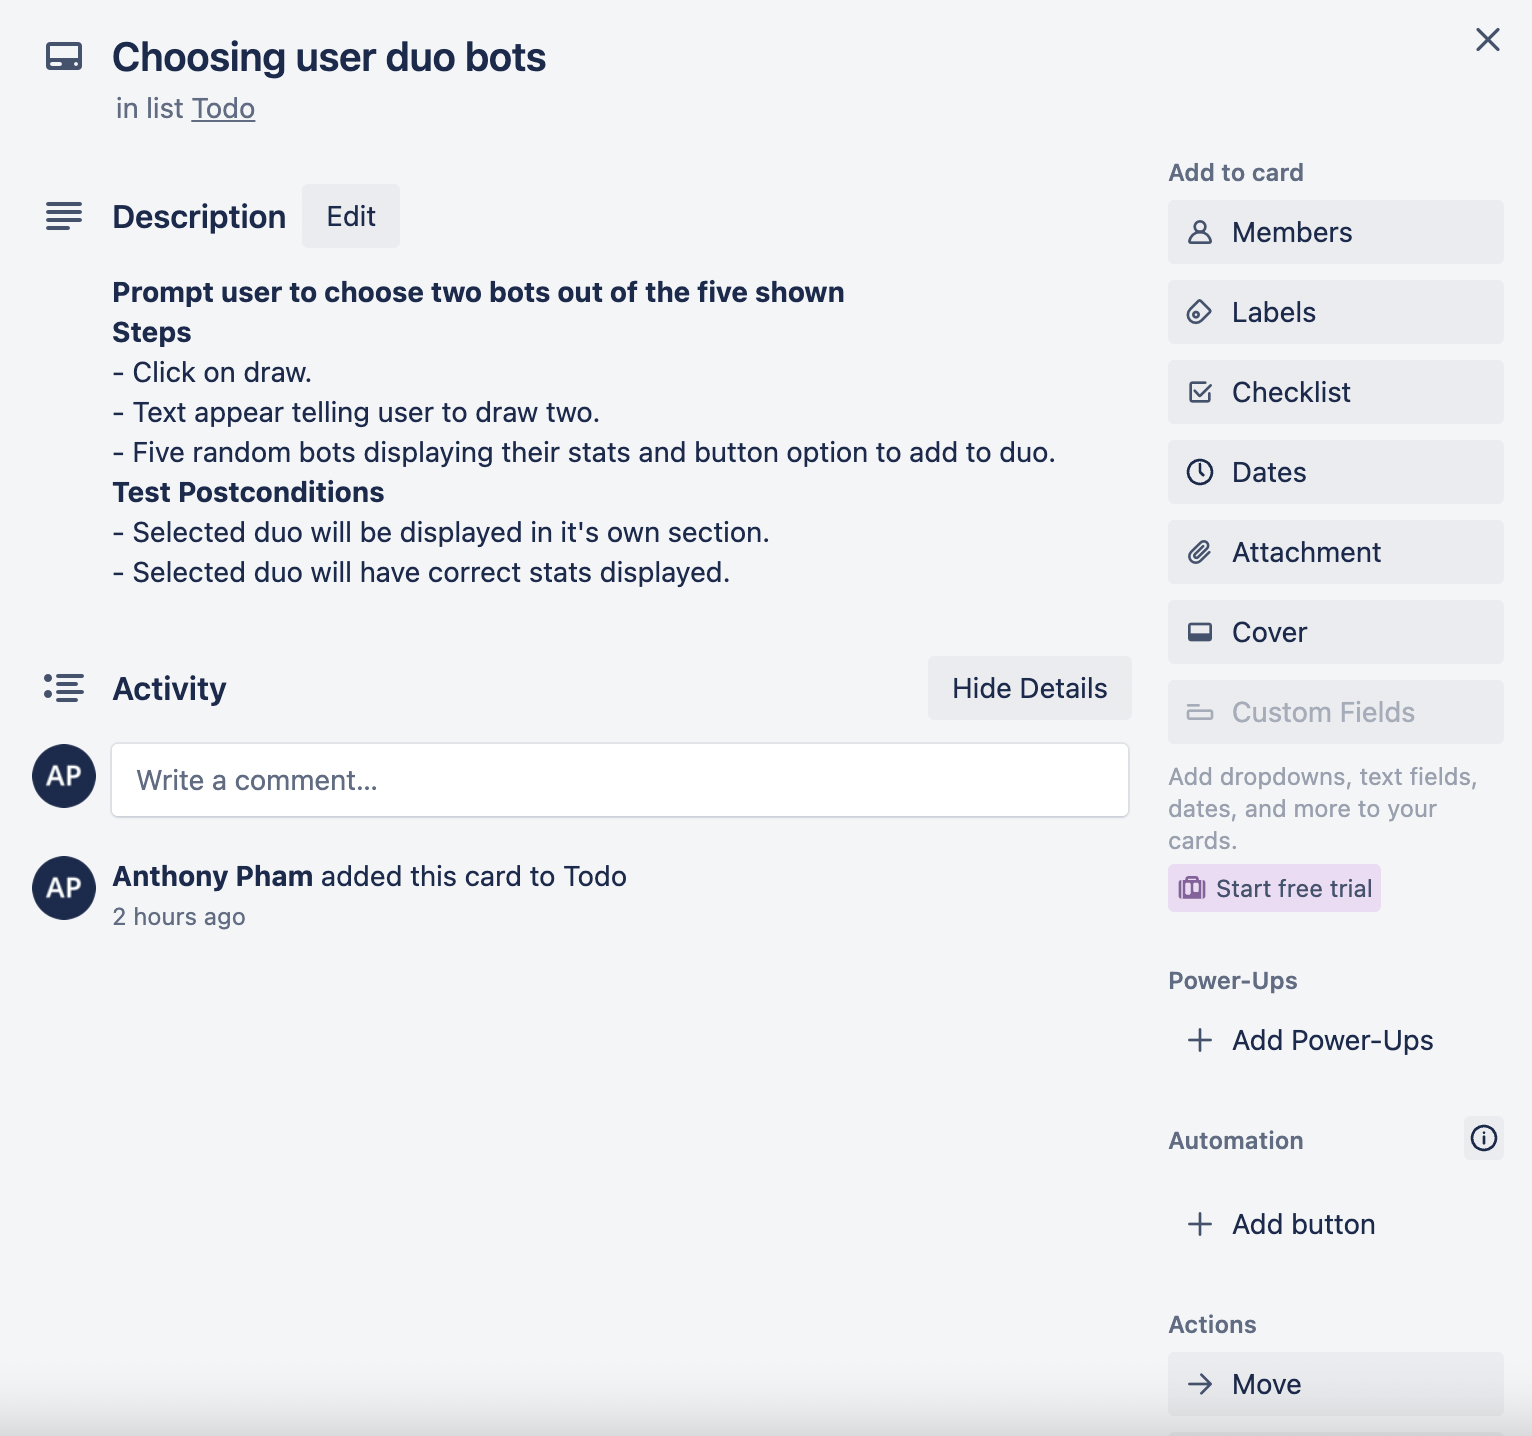 Choosing user duo bots
in list Todo
Description
Edit
Prompt user to choose two bots out of the five shown
Steps
- Click on draw.
- Text appear telling user to draw two.
- Five random bots displaying their stats and button option to add to duo.
Test Postconditions
- Selected duo will be displayed in it's own section.
- Selected duo will have correct stats displayed.
Activity
Hide Details
AP
Write a comment...
AP
Anthony Pham added this card to Todo
2 hours ago
Add to card
Members
Labels
Checklist
Dates
Attachment
Cover
Custom Fields
Add dropdowns, text fields,
dates, and more to your
cards.
Start free trial
Power-Ups
Add Power-Ups
Automation
Add button
Actions
Move